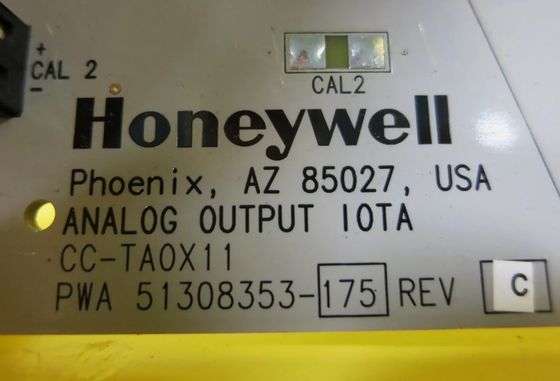 +
CAL 2
-
CAL2
Honeywell
Phoenix, AZ 85027, USA
ANALOG OUTPUT IOTA
CC-TAOX11
PWA 51308353-175 REV C